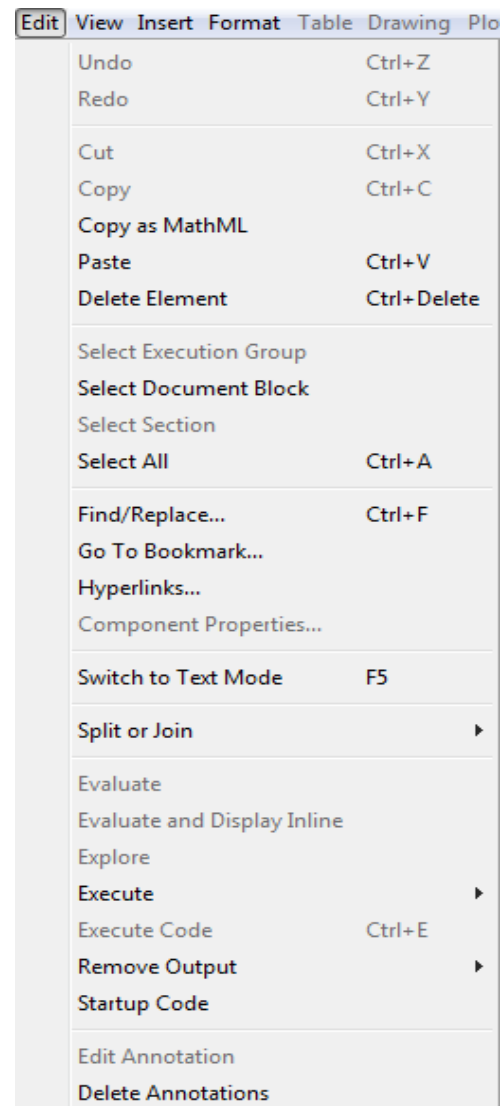 Edit View Insert Format Table Drawing Plo
Undo Ctrl+Z
Redo Ctrl+Y
Cut Ctrl+X
Copy Ctrl+C
Copy as MathML
Paste Ctrl+V
Delete Element Ctrl+Delete
Select Execution Group
Select Document Block
Select Section
Select All Ctrl+A
Find/Replace... Ctrl+F
Go To Bookmark...
Hyperlinks...
Component Properties...
Switch to Text Mode F5
Split or Join
Evaluate
Evaluate and Display Inline
Explore
Execute
Execute Code Ctrl+E
Remove Output
Startup Code
Edit Annotation
Delete Annotations